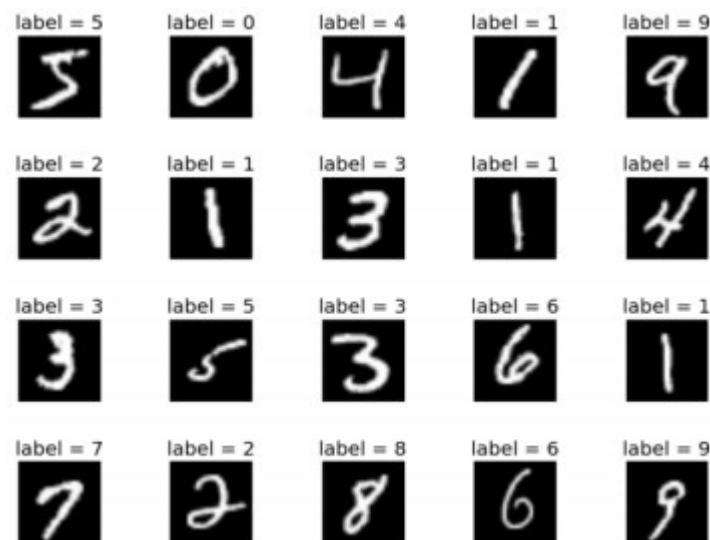 label = 5 label = 0 label = 4 label = 1 label = 9
5 0 4 1 9
label = 2 label = 1 label = 3 label = 1 label = 4
2 1 3 1 4
label = 3 label = 5 label = 3 label = 6 label = 1
3 5 3 6 1
label = 7 label = 2 label = 8 label = 6 label = 9
7 2 8 6 9